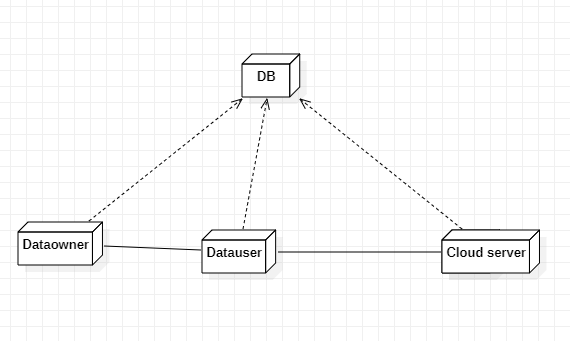 DB
Dataowner
Datauser
Cloud server